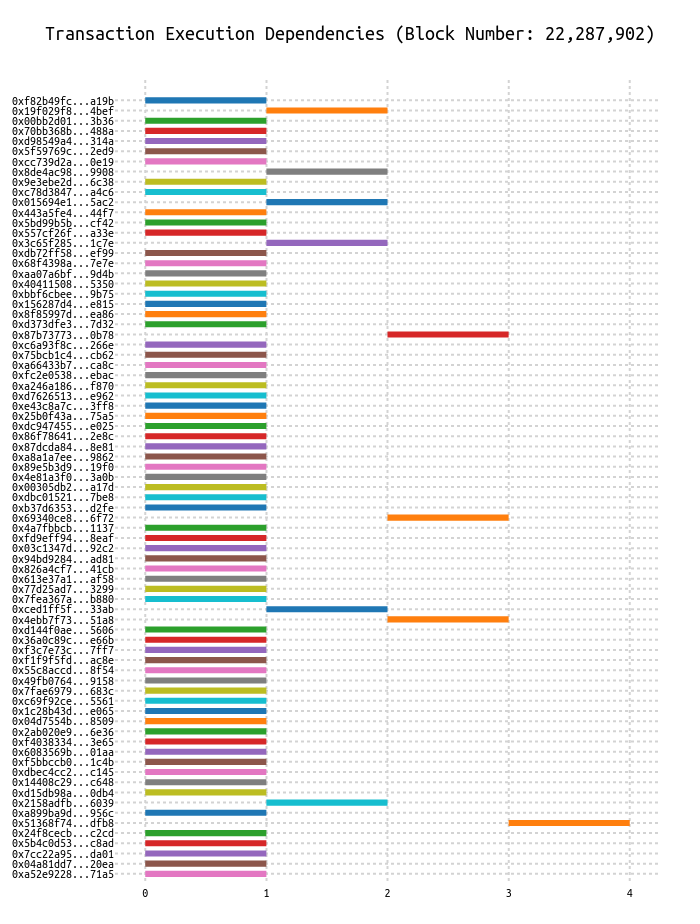 Transaction Execution Dependencies (Block Number: 22,287,902)
0xf82b49fc...a19b
0x19f029f8...4bef
0x00bb2d01...3b36
0x70bb368b...488a
0xd98549a4...314a
0x5f59769c...2ed9
0xcc739d2a...0e19
0x8de4ac98...9908
0x9e3ebe2d...6c38
0xc78d3847...a4c6
0x015694e1...5ac2
0x443a5fe4...44f7
0x5bd99b5b...cf42
0x557cf26f...a33e
0x3c65f285...1c7e
0xdb72ff58...ef99
0x68f4398a...7e7e
0xaa07a6bf...9d4b
0x40411508...5350
0xbbf6cbee...9b75
0x156287d4...e815
0x8f85997d...ea86
0xd373dfe3...7d32
0x87b73773...0b78
0xc6a93f8c...266e
0x75bcb1c4...cb62
0xa66433b7...ca8c
0xfc2e0538...ebac
0xa246a186...f870
0xd7626513...e962
0xe43c8a7c...3ff8
0x25b0f43a...75a5
0xdc947455...e025
0x86f78641...2e8c
0x87dcda84...8e81
0xa8a1a7ee...9862
0x89e5b3d9...19f0
0x4e81a3f0...3a0b
0x00305db2...a17d
0xdbc01521...7be8
0xb37d6353...d2fe
0x69340ce8...6f72
0x4a7fbbcb...1137
0xfd9eff94...8eaf
0x03c1347d...92c2
0x94bd9284...ad81
0x826a4cf7...41cb
0x613e37a1...af58
0x77d25ad7...3299
0x7fea367a...b880
0xced1ff5f...33ab
0x4ebb7f73...51a8
0xd144f0ae...5606
0x36a0c89c...e66b
0xf3c7e73c...7ff7
0xf1f9f5fd...ac8e
0x55c8accd...8f54
0x49fb0764...9158
0x7fae6979...683c
0xc69f92ce...5561
0x1c28b43d...e065
0x04d7554b...8509
0x2ab020e9...6e36
0xf4038334...3e65
0x6083569b...01aa
0xf5bbccb0...1c4b
0xdbec4cc2...c145
0x14408c29...c648
0xd15db98a...0db4
0x2158adfb...6039
0xa899ba9d...956c
0x51368f74...dfb8
0x24f8cecb...c2cd
0x5b4c0d53...c8ad
0x7cc22a95...da01
0x04a81dd7...20ea
0xa52e9228...71a5
0 1 2 3 4